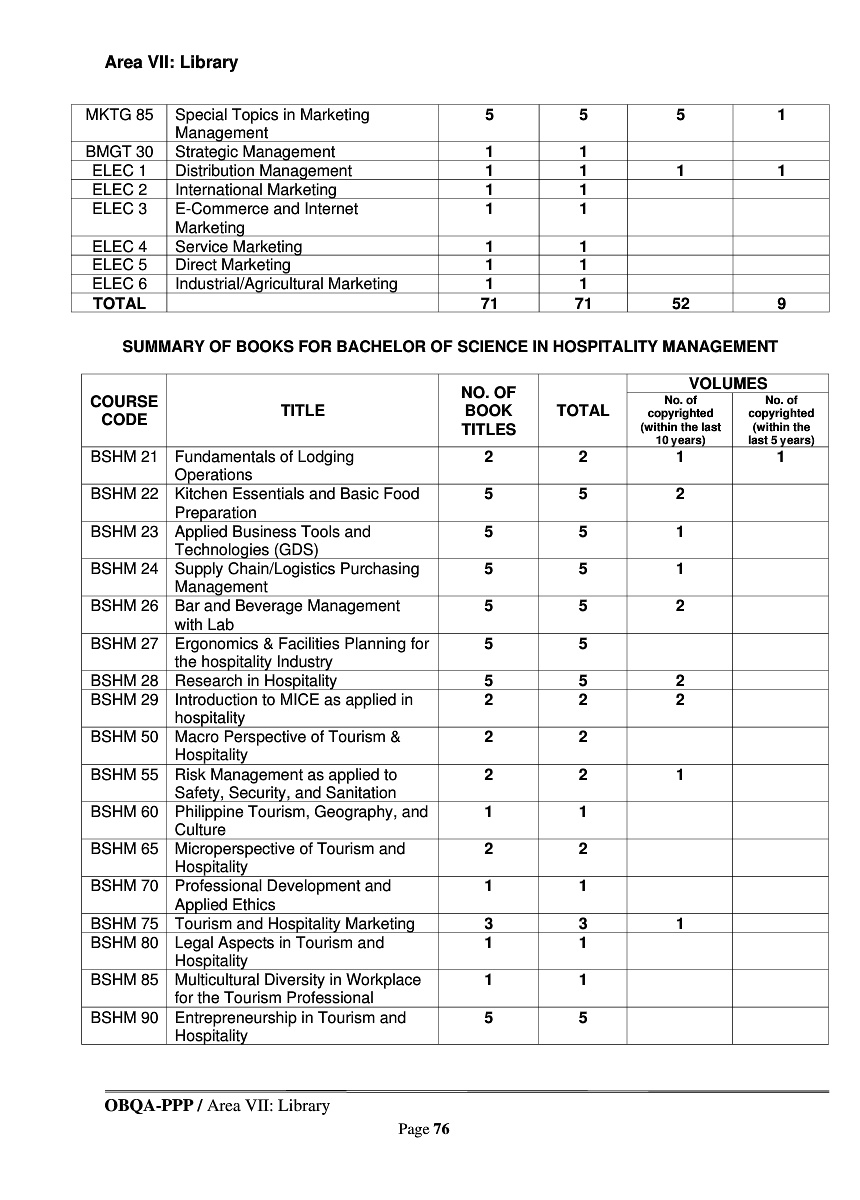 Area VII: Library
MKTG 85 Special Topics in Marketing 5 5 5 1
Management
BMGT 30 Strategic Management 1 1
ELEC 1 Distribution Management 1 1 1 1
ELEC 2 International Marketing 1 1
ELEC 3 E-Commerce and Internet 1 1
Marketing
ELEC 4 Service Marketing 1 1
ELEC 5 Direct Marketing 1 1
ELEC 6 Industrial/Agricultural Marketing 1 1
TOTAL 71 71 52 9
SUMMARY OF BOOKS FOR BACHELOR OF SCIENCE IN HOSPITALITY MANAGEMENT
COURSE
CODE
TITLE
NO. OF
BOOK
TITLES
TOTAL
VOLUMES
No. of
copyrighted
(within the last
10 years)
No. of
copyrighted
(within the
last 5 years)
BSHM 21 Fundamentals of Lodging 2 2 1 1
Operations
BSHM 22 Kitchen Essentials and Basic Food 5 5 2
Preparation
BSHM 23 Applied Business Tools and 5 5 1
Technologies (GDS)
BSHM 24 Supply Chain/Logistics Purchasing 5 5 1
Management
BSHM 26 Bar and Beverage Management 5 5 2
with Lab
BSHM 27 Ergonomics & Facilities Planning for 5 5
the hospitality Industry
BSHM 28 Research in Hospitality 5 5 2
BSHM 29 Introduction to MICE as applied in 2 2 2
hospitality
BSHM 50 Macro Perspective of Tourism & 2 2
Hospitality
BSHM 55 Risk Management as applied to 2 2 1
Safety, Security, and Sanitation
BSHM 60 Philippine Tourism, Geography, and 1 1
Culture
BSHM 65 Microperspective of Tourism and 2 2
Hospitality
BSHM 70 Professional Development and 1 1
Applied Ethics
BSHM 75 Tourism and Hospitality Marketing 3 3 1
BSHM 80 Legal Aspects in Tourism and 1 1
Hospitality
BSHM 85 Multicultural Diversity in Workplace 1 1
for the Tourism Professional
BSHM 90 Entrepreneurship in Tourism and 5 5
Hospitality
OBQA-PPP / Area VII: Library
Page 76